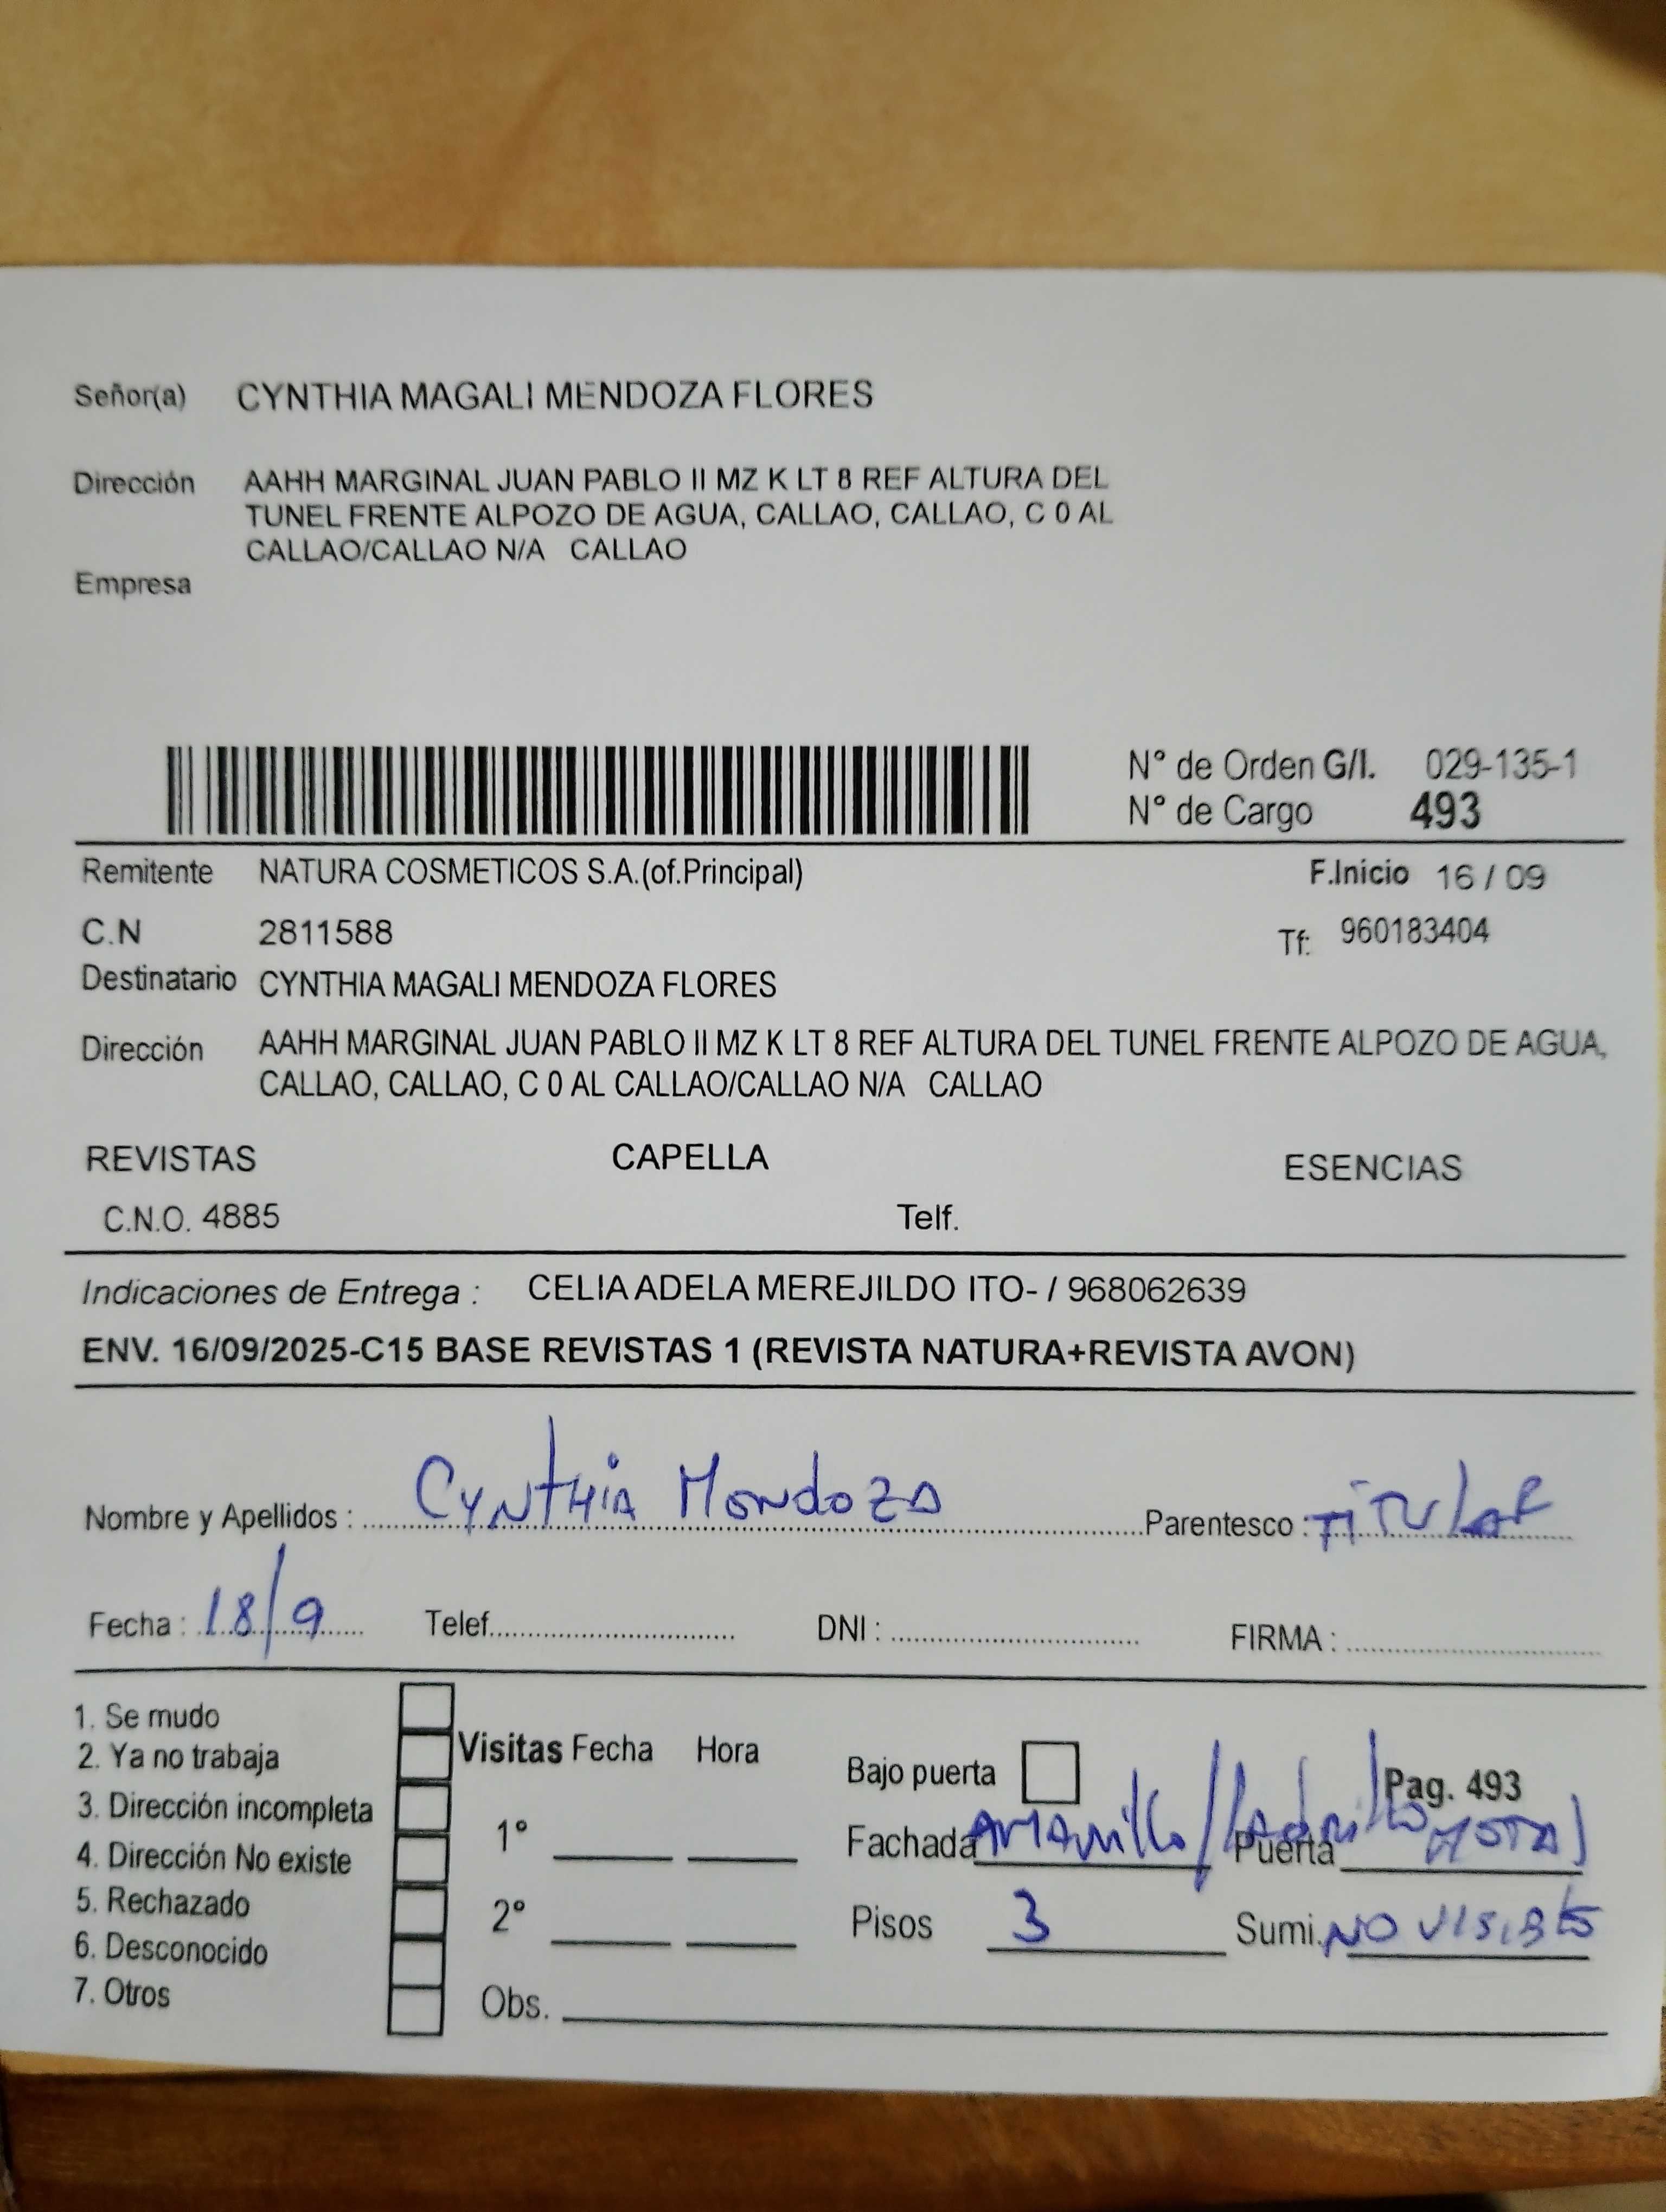 Señor(a) CYNTHIA MAGALI MENDOZA FLORES
Dirección AAHH MARGINAL JUAN PABLO II MZ K LT 8 REF ALTURA DEL
TUNEL FRENTE ALPOZO DE AGUA, CALLAO, CALLAO, C 0 AL
CALLAO/CALLAO N/A CALLAO
Empresa
N° de Orden G/I. 029-135-1
N° de Cargo 493
Remitente NATURA COSMETICOS S.A.(of.Principal) F.Inicio 16 / 09
C.N 2811588 Tf: 960183404
Destinatario CYNTHIA MAGALI MENDOZA FLORES
Dirección AAHH MARGINAL JUAN PABLO II MZ K LT 8 REF ALTURA DEL TUNEL FRENTE ALPOZO DE AGUA,
CALLAO, CALLAO, C 0 AL CALLAO/CALLAO N/A CALLAO
REVISTAS CAPELLA ESENCIAS
C.N.O. 4885 Telf.
Indicaciones de Entrega : CELIA ADELA MEREJILDO ITO- / 968062639
ENV. 16/09/2025-C15 BASE REVISTAS 1 (REVISTA NATURA+REVISTA AVON)
Nombre y Apellidos : Cynthia Mendoza Parentesco : Titular
Fecha : 18/9 Telef. DNI : FIRMA :
1. Se mudo
2. Ya no trabaja Visitas Fecha Hora Bajo puerta Pag. 493
3. Dirección incompleta 1° Fachada Amarillo/Ladrillo Puerta Metal
4. Dirección No existe
5. Rechazado 2° Pisos 3 Sumi. NO VISIBLE
6. Desconocido
7. Otros Obs.